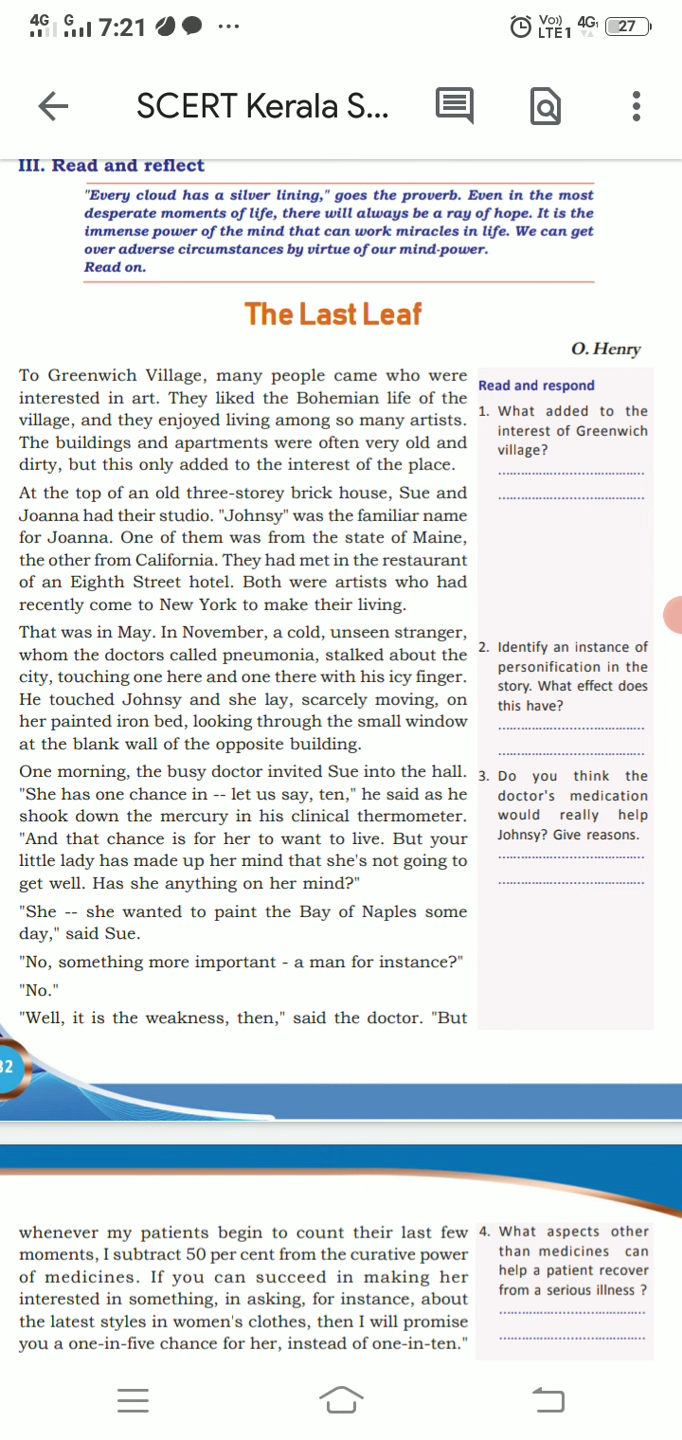 4G G 7:21 ... Vo)) LTE1 4G 27
SCERT Kerala S...
III. Read and reflect
"Every cloud has a silver lining," goes the proverb. Even in the most
desperate moments of life, there will always be a ray of hope. It is the
immense power of the mind that can work miracles in life. We can get
over adverse circumstances by virtue of our mind-power.
Read on.
The Last Leaf
O. Henry
To Greenwich Village, many people came who were
interested in art. They liked the Bohemian life of the
village, and they enjoyed living among so many artists.
The buildings and apartments were often very old and
dirty, but this only added to the interest of the place.
At the top of an old three-storey brick house, Sue and
Joanna had their studio. "Johnsy" was the familiar name
for Joanna. One of them was from the state of Maine,
the other from California. They had met in the restaurant
of an Eighth Street hotel. Both were artists who had
recently come to New York to make their living.
That was in May. In November, a cold, unseen stranger,
whom the doctors called pneumonia, stalked about the
city, touching one here and one there with his icy finger.
He touched Johnsy and she lay, scarcely moving, on
her painted iron bed, looking through the small window
at the blank wall of the opposite building.
One morning, the busy doctor invited Sue into the hall.
"She has one chance in -- let us say, ten," he said as he
shook down the mercury in his clinical thermometer.
"And that chance is for her to want to live. But your
little lady has made up her mind that she's not going to
get well. Has she anything on her mind?"
"She -- she wanted to paint the Bay of Naples some
day," said Sue.
"No, something more important - a man for instance?"
"No."
"Well, it is the weakness, then," said the doctor. "But
Read and respond
1. What added to the
interest of Greenwich
village?
2. Identify an instance of
personification in the
story. What effect does
this have?
3. Do you think the
doctor's medication
would really help
Johnsy? Give reasons.
32
whenever my patients begin to count their last few
moments, I subtract 50 per cent from the curative power
of medicines. If you can succeed in making her
interested in something, in asking, for instance, about
the latest styles in women's clothes, then I will promise
you a one-in-five chance for her, instead of one-in-ten."
4. What aspects other
than medicines can
help a patient recover
from a serious illness ?